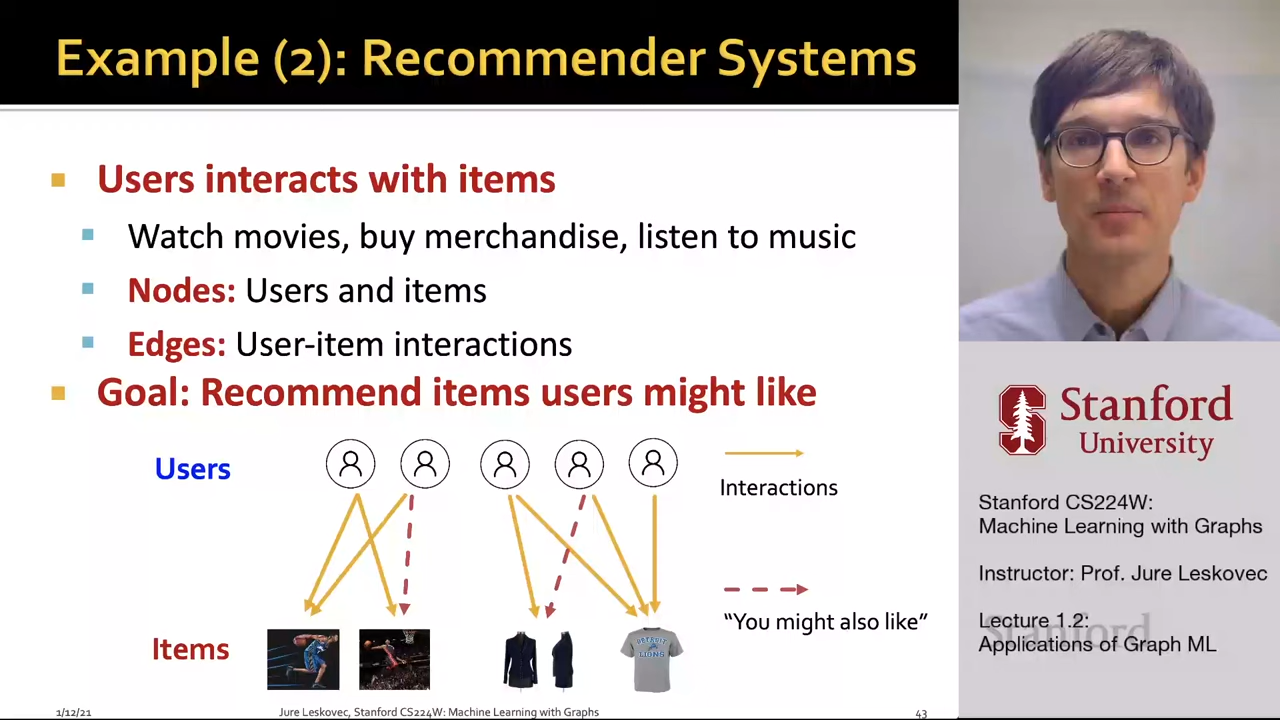 Example (2): Recommender Systems
Users interacts with items
Watch movies, buy merchandise, listen to music
Nodes: Users and items
Edges: User-item interactions
Goal: Recommend items users might like
Users
Interactions
"You might also like"
Items
DETROIT
LIONS
1/12/21
Jure Leskovec, Stanford CS224W: Machine Learning with Graphs
43
Stanford
University
Stanford CS224W:
Machine Learning with Graphs
Instructor: Prof. Jure Leskovec
Lecture 1.2:
Applications of Graph ML
Stanford